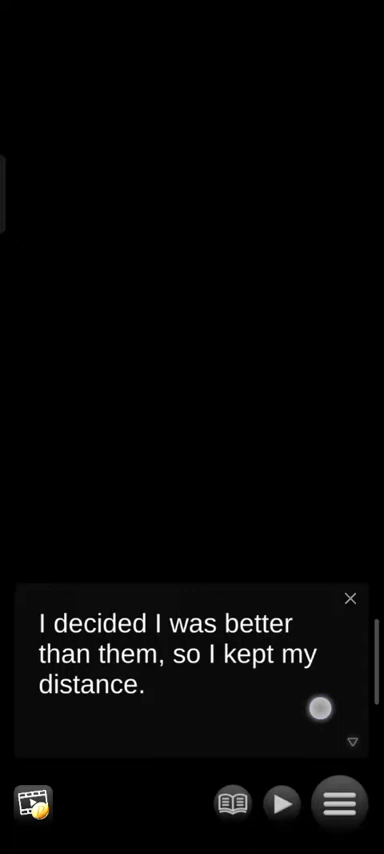 I decided I was better
than them, so I kept my
distance.